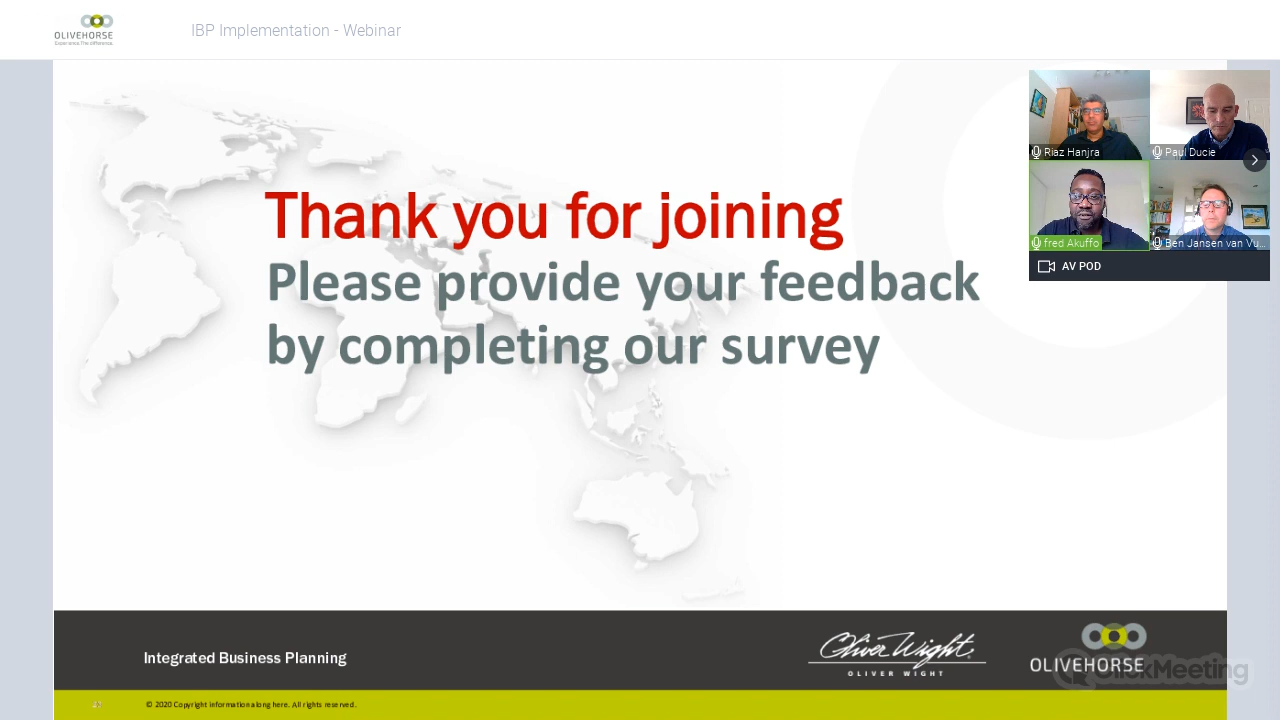 OLIVEHORSE
Experience. The difference.
IBP Implementation - Webinar
Riaz Hanjra
Paul Ducie
fred Akuffo
Ben Jansen van Vu...
AV POD
Thank you for joining
Please provide your feedback
by completing our survey
Integrated Business Planning
Oliver Wight
OLIVER WIGHT
OLIVEHORSE
ClickMeeting
© 2020 Copyright information along here. All rights reserved.